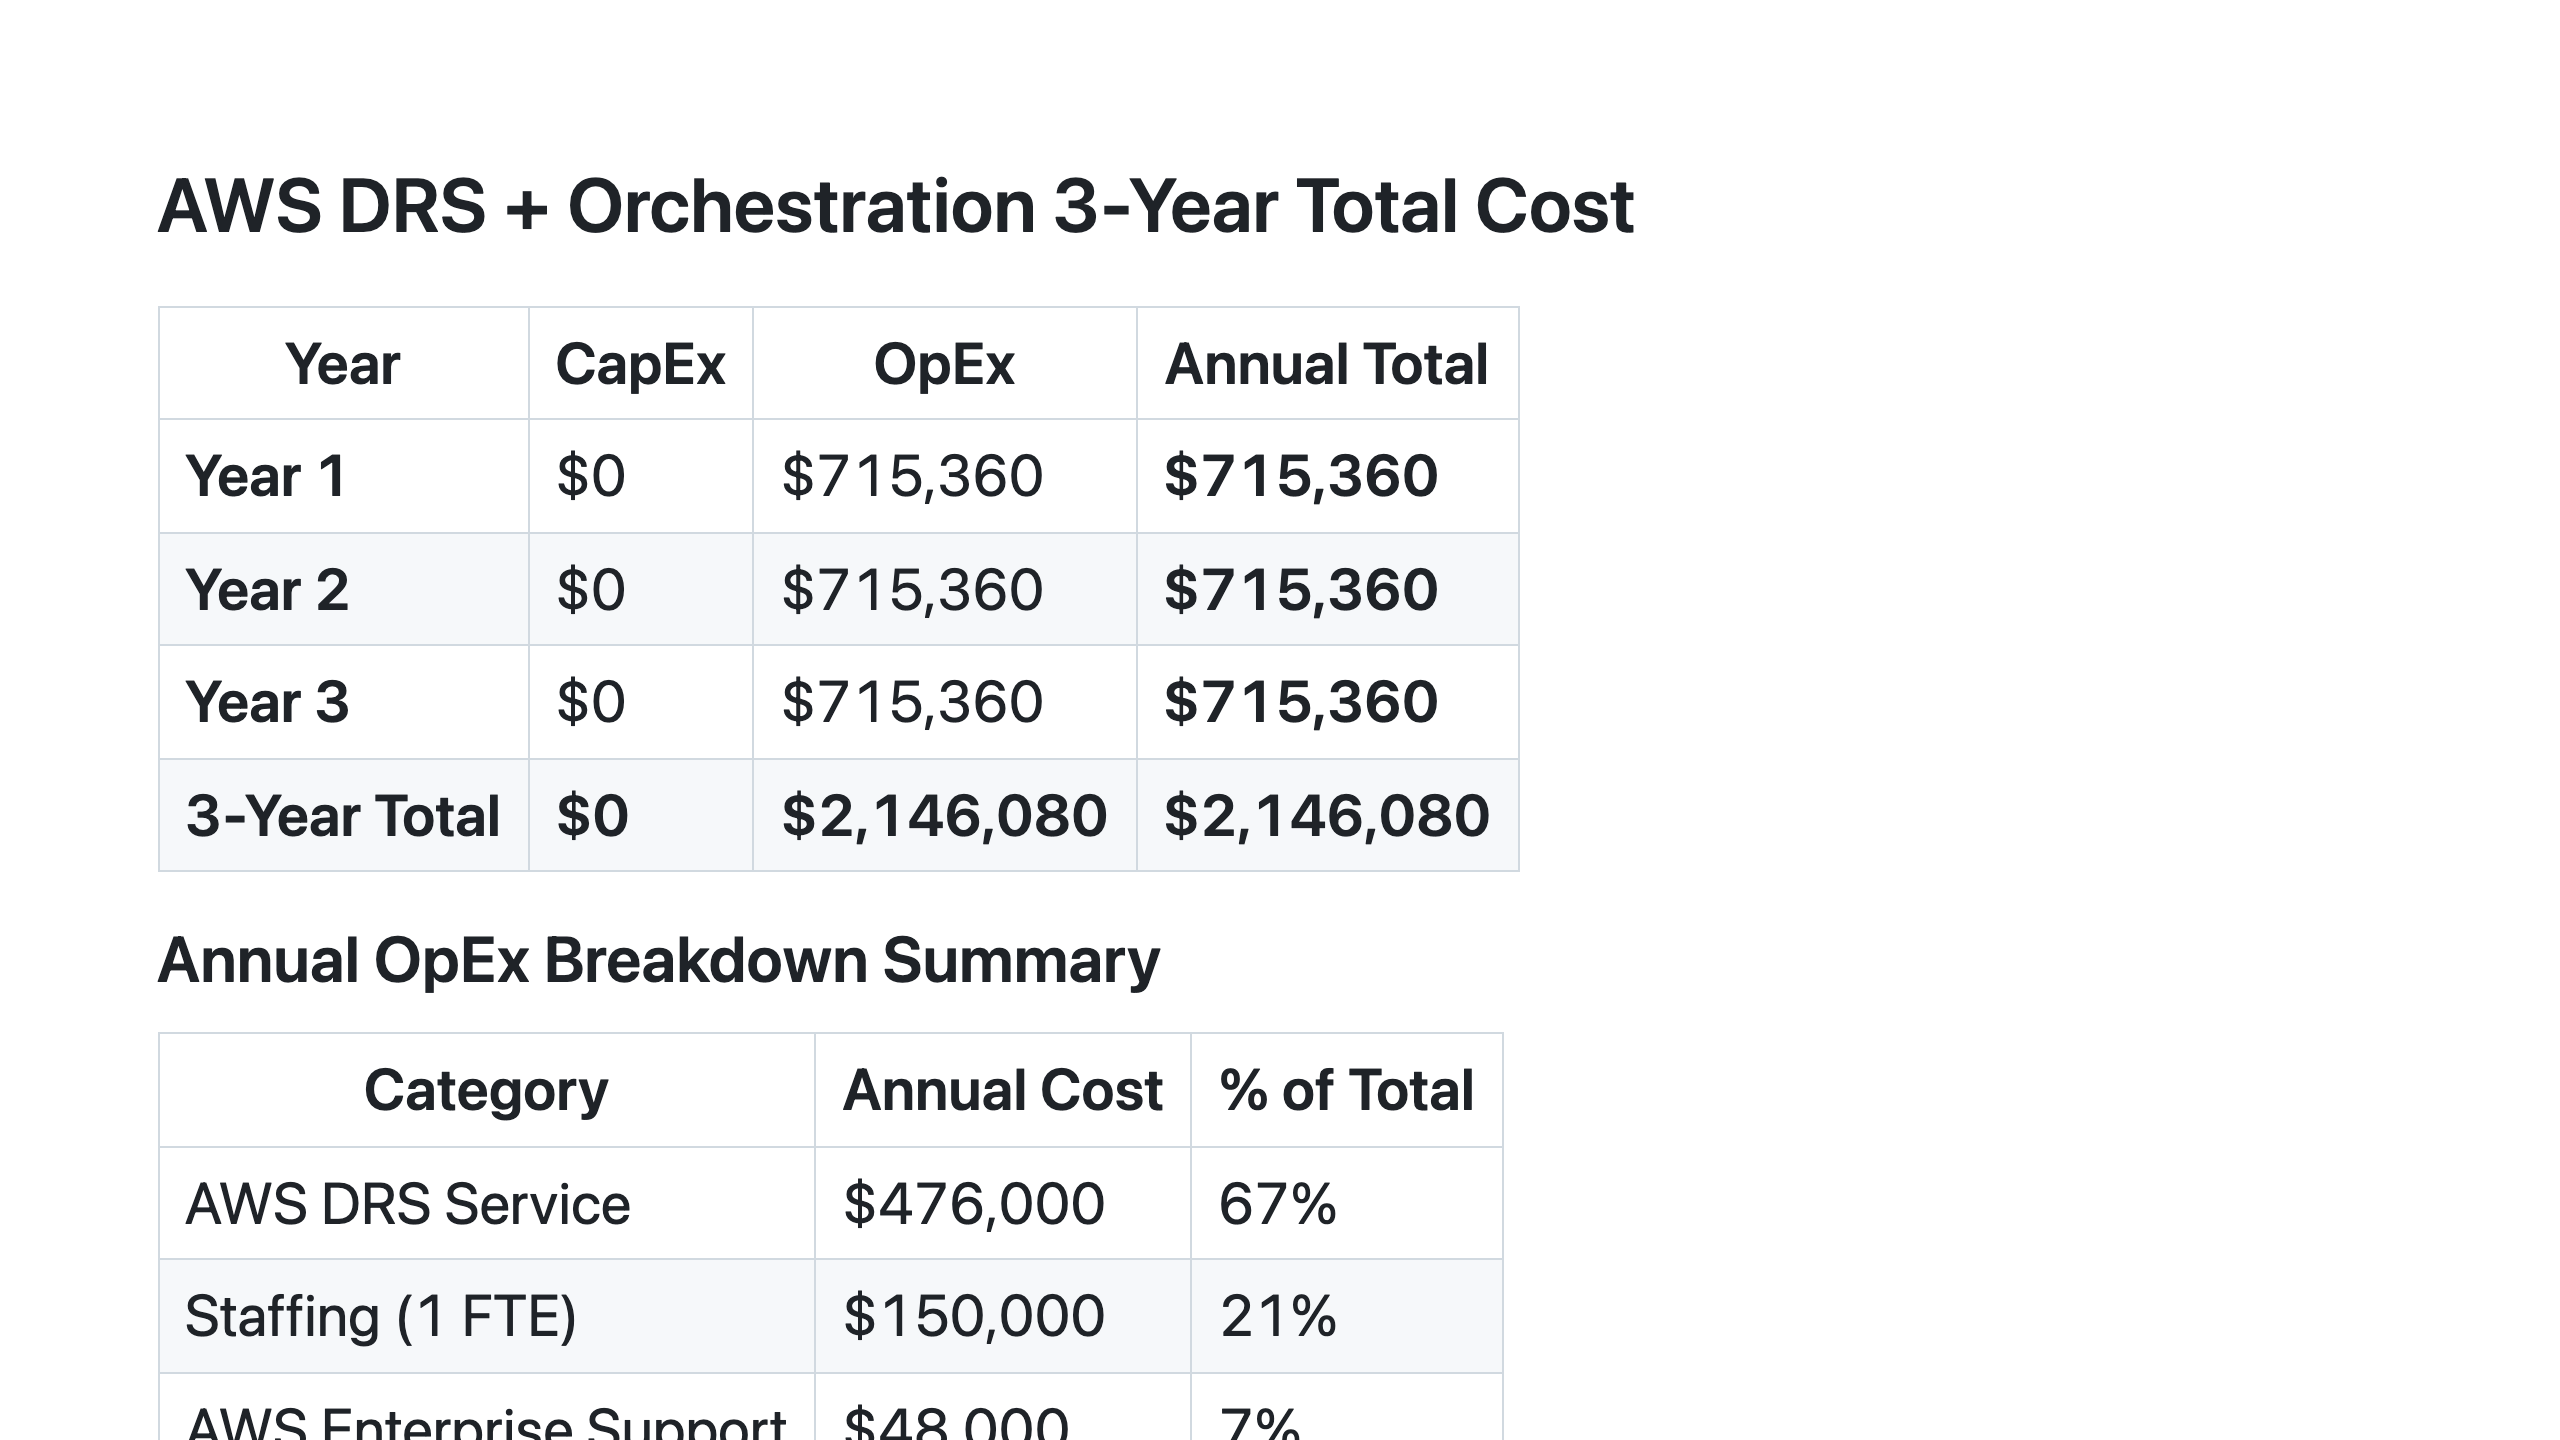 AWS DRS + Orchestration 3-Year Total Cost
Year CapEx OpEx Annual Total
Year 1 $0 $715,360 $715,360
Year 2 $0 $715,360 $715,360
Year 3 $0 $715,360 $715,360
3-Year Total $0 $2,146,080 $2,146,080
Annual OpEx Breakdown Summary
Category Annual Cost % of Total
AWS DRS Service $476,000 67%
Staffing (1 FTE) $150,000 21%
AWS Enterprise Support $48,000 7%